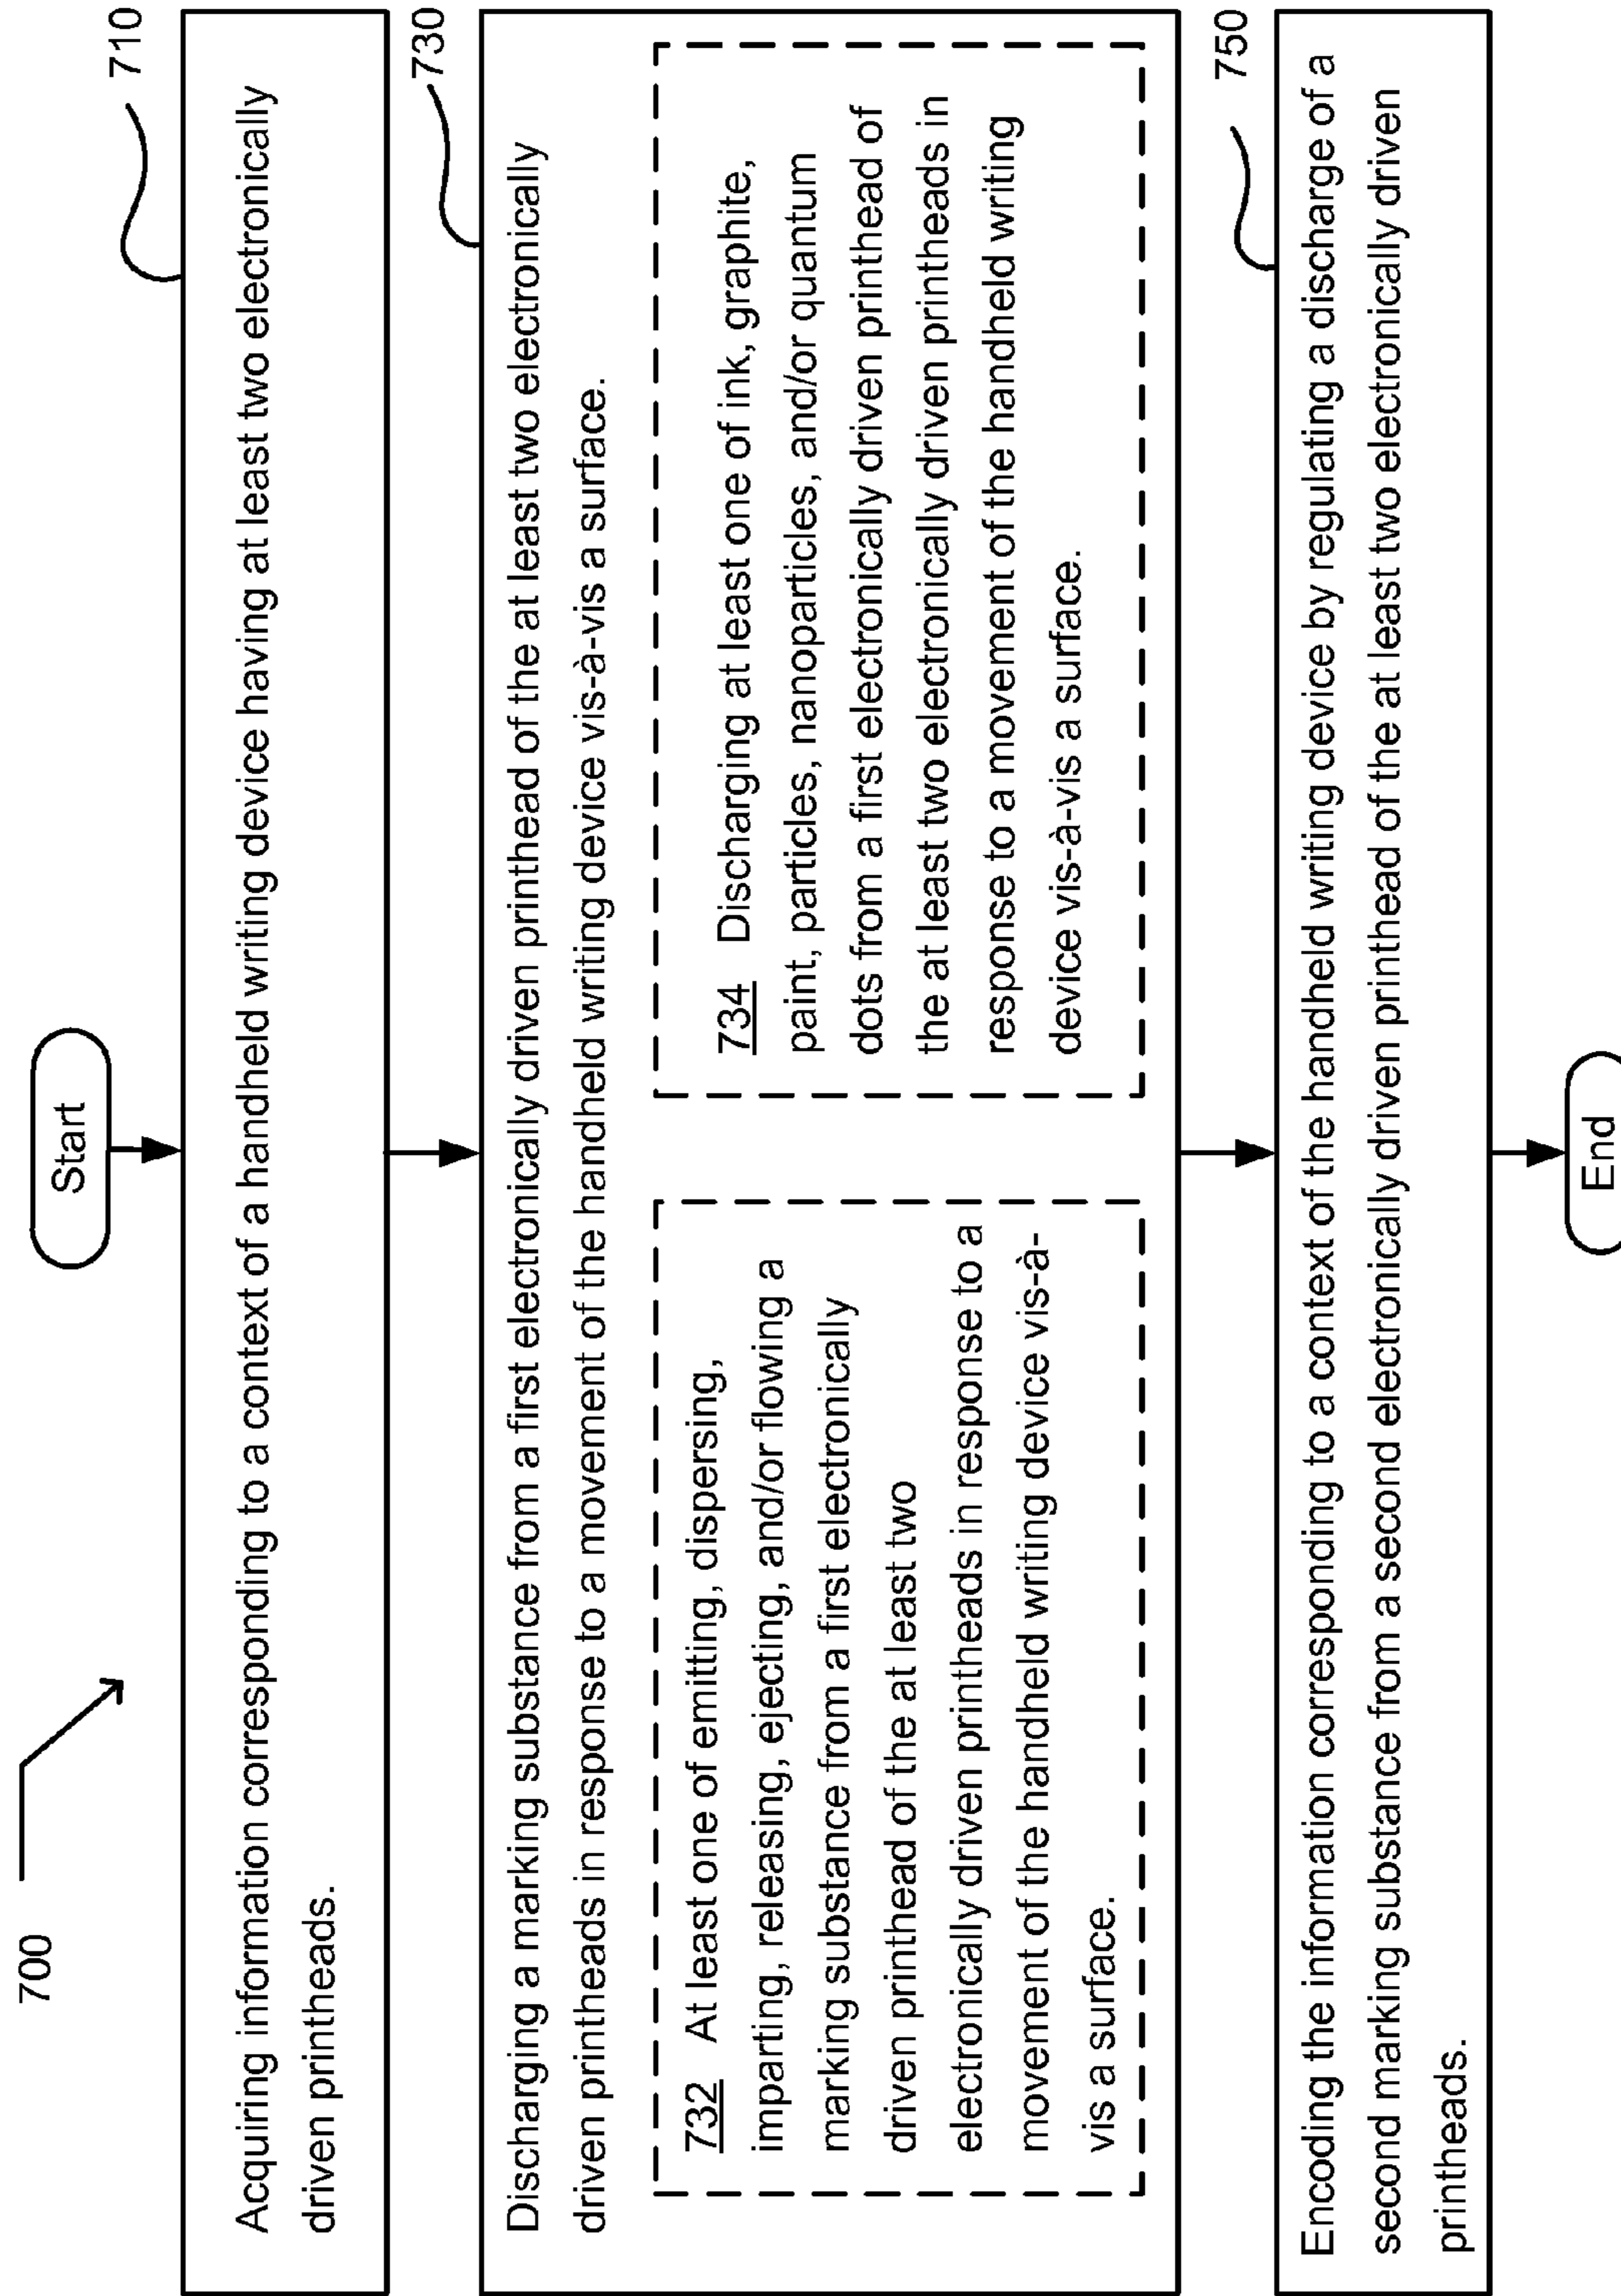 700
Start
710
Acquiring information corresponding to a context of a handheld writing device having at least two electronically
driven printheads.
730
Discharging a marking substance from a first electronically driven printhead of the at least two electronically
driven printheads in response to a movement of the handheld writing device vis-à-vis a surface.
732 At least one of emitting, dispersing,
imparting, releasing, ejecting, and/or flowing a
marking substance from a first electronically
driven printhead of the at least two
electronically driven printheads in response to a
movement of the handheld writing device vis-à-
vis a surface.
734 Discharging at least one of ink, graphite,
paint, particles, nanoparticles, and/or quantum
dots from a first electronically driven printhead of
the at least two electronically driven printheads in
response to a movement of the handheld writing
device vis-à-vis a surface.
750
Encoding the information corresponding to a context of the handheld writing device by regulating a discharge of a
second marking substance from a second electronically driven printhead of the at least two electronically driven
printheads.
End